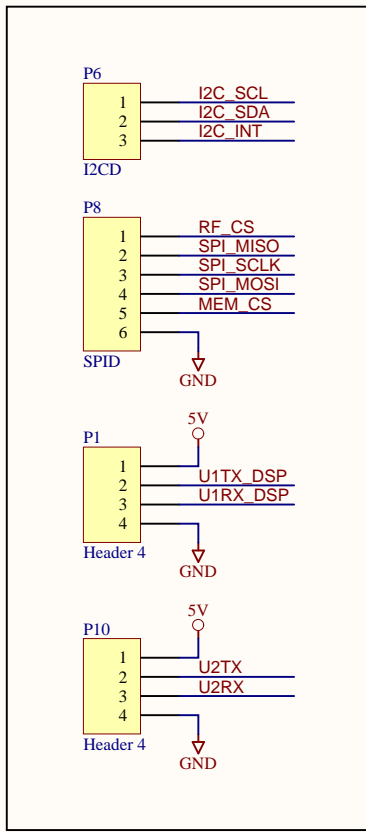 P6
1 I2C_SCL
2 I2C_SDA
3 I2C_INT
I2CD
P8
1 RF_CS
2 SPI_MISO
3 SPI_SCLK
4 SPI_MOSI
5 MEM_CS
6
SPID
GND
5V
P1
1
2 U1TX_DSP
3 U1RX_DSP
4
Header 4
GND
5V
P10
1
2 U2TX
3 U2RX
4
Header 4
GND